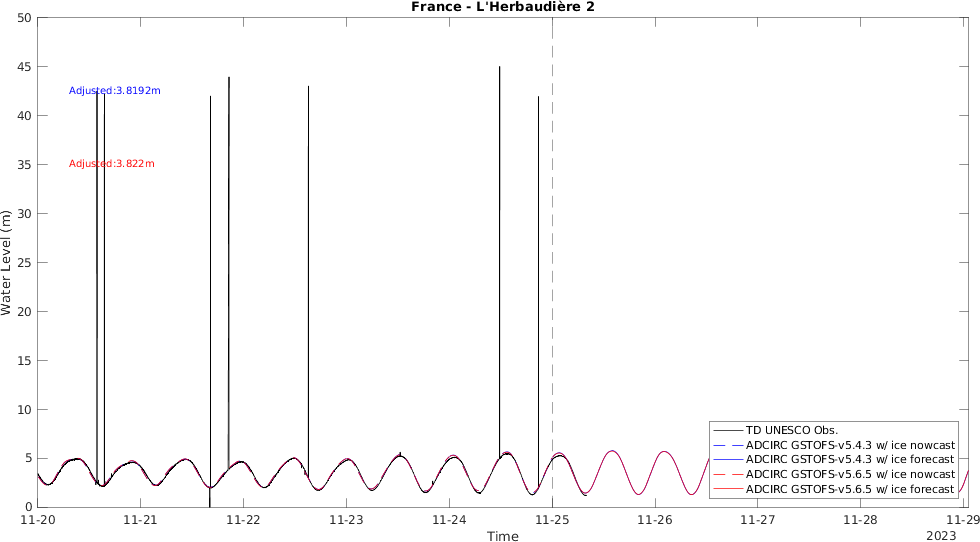 France - L'Herbaudière 2
50
45
40
35
30
25
20
15
10
5
0
Water Level (m)
Adjusted:3.8192m
Adjusted:3.822m
TD UNESCO Obs.
ADCIRC GSTOFS-v5.4.3 w/ ice nowcast
ADCIRC GSTOFS-v5.4.3 w/ ice forecast
ADCIRC GSTOFS-v5.6.5 w/ ice nowcast
ADCIRC GSTOFS-v5.6.5 w/ ice forecast
11-20 11-21 11-22 11-23 11-24 11-25 11-26 11-27 11-28 11-29
Time
2023